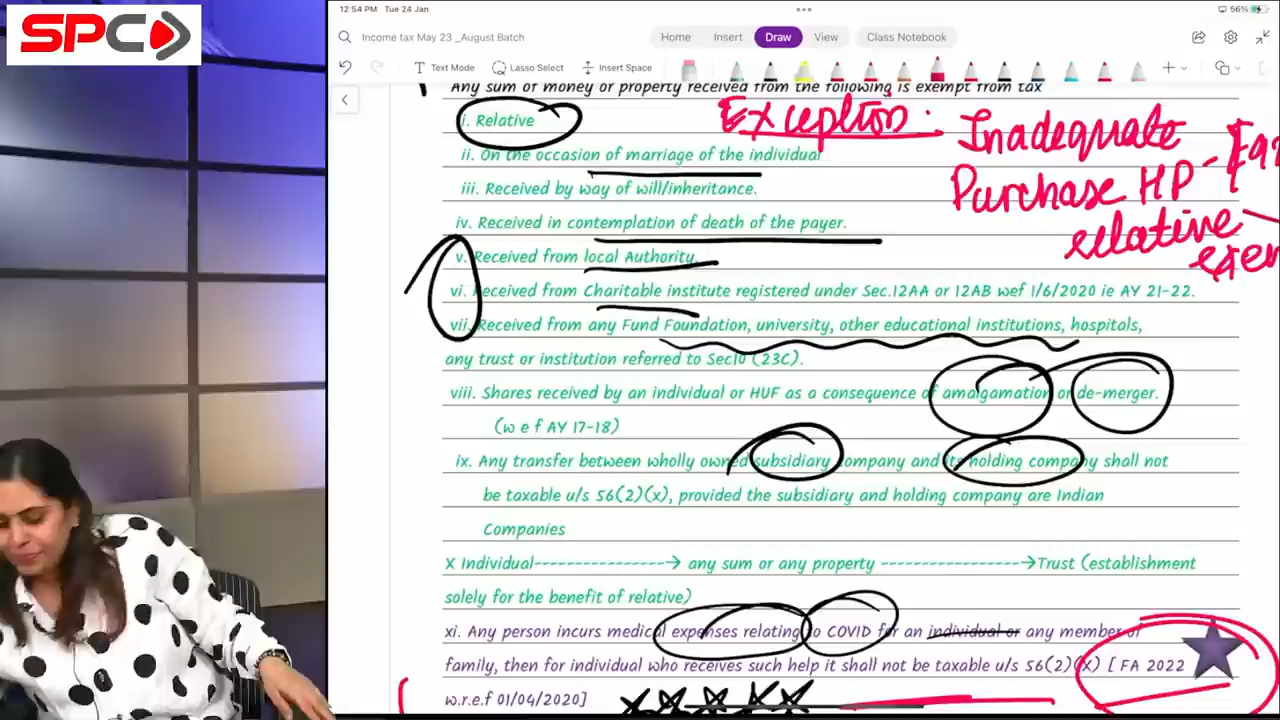 SPC
12:54 PM Tue 24 Jan
56%
Income tax May 23 _August Batch
Home Insert Draw View Class Notebook
Text Mode Lasso Select Insert Space
Any sum of money or property received from the following is exempt from tax
i. Relative
Exception.
Inadequate
ii. On the occasion of marriage of the individual
iii. Received by way of will/inheritance.
Purchase HP -
iv. Received in contemplation of death of the payer.
relative
v. Received from local Authority.
vi. Received from Charitable institute registered under Sec.12AA or 12AB wef 1/6/2020 ie AY 21-22.
vii. Received from any Fund Foundation, university, other educational institutions, hospitals,
any trust or institution referred to Sec10 (23C).
viii. Shares received by an individual or HUF as a consequence of amalgamation or de-merger.
(w e f AY 17-18)
ix. Any transfer between wholly owned subsidiary company and its holding company shall not
be taxable u/s 56(2)(x), provided the subsidiary and holding company are Indian
Companies
X Individual----------------→ any sum or any property -----------------→Trust (establishment
solely for the benefit of relative)
xi. Any person incurs medical expenses relating to COVID for an individual or any member of
family, then for individual who receives such help it shall not be taxable u/s 56(2)(x) [ FA 2022
w.r.e.f 01/04/2020]